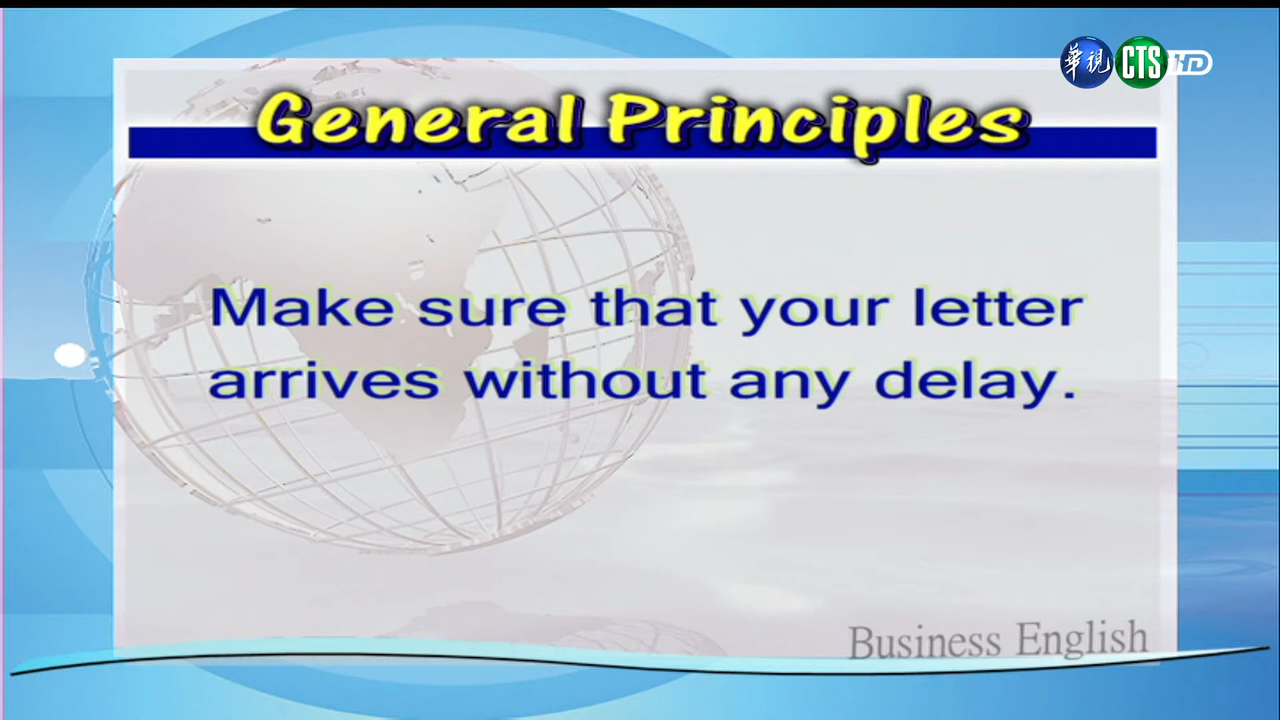 華視 CTS HD
General Principles
Make sure that your letter
arrives without any delay.
Business English